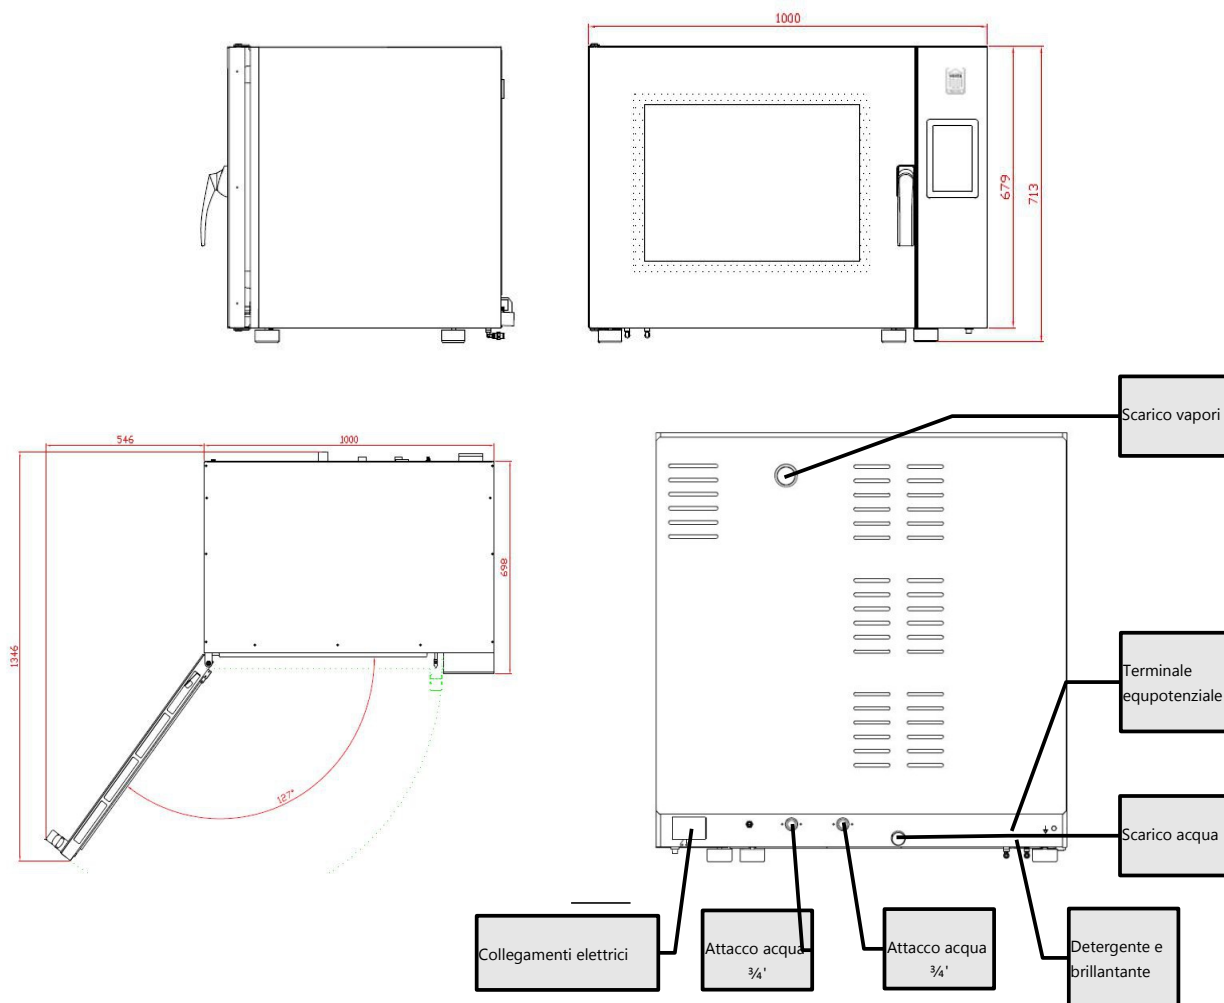 1000
679
713
Scarico vapori
546
1000
698
1346
127°
Terminale
equpotenziale
Scarico acqua
Collegamenti elettrici
Attacco acqua
¾'
Attacco acqua
¾'
Detergente e
brillantante